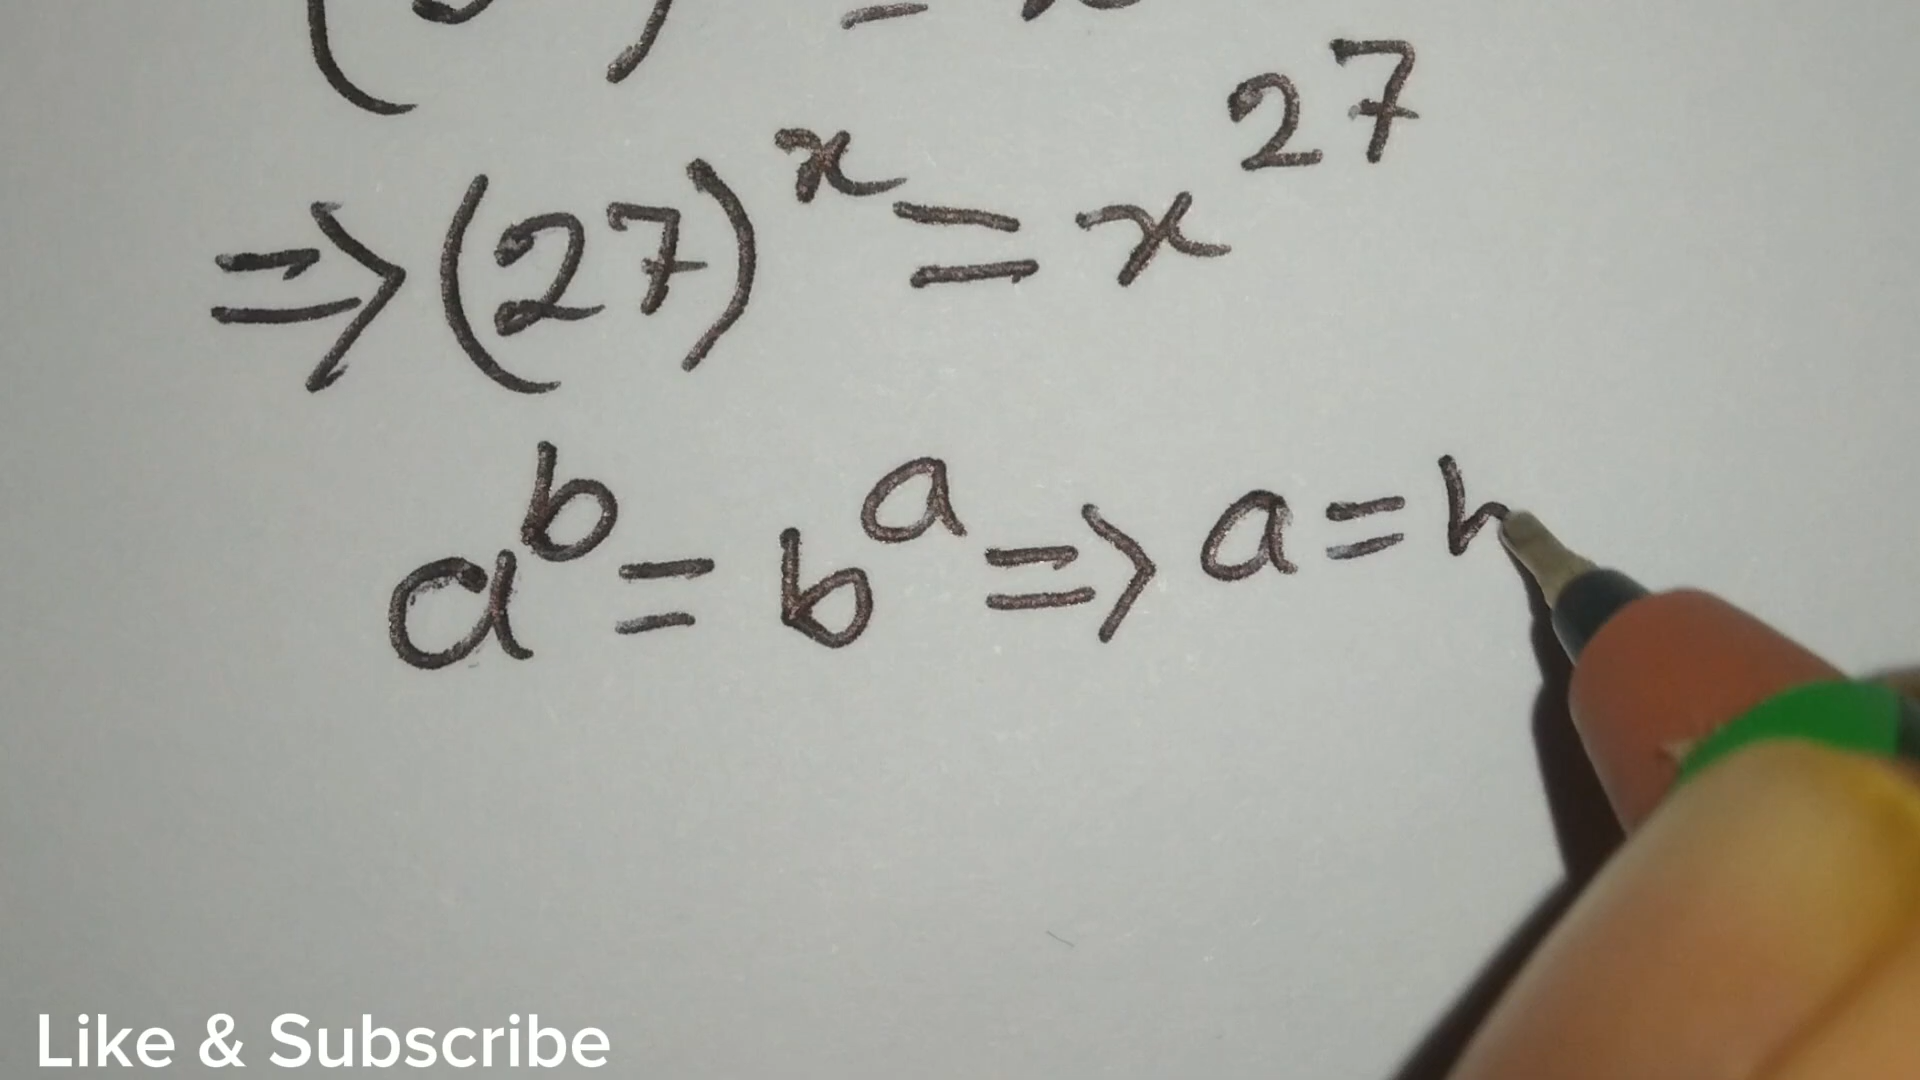 ⇒(27)^x = x^27
a^b = b^a ⇒ a =
Like & Subscribe